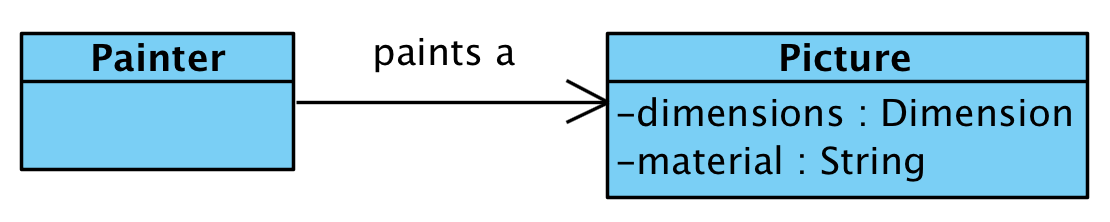 Painter
paints a
Picture
-dimensions : Dimension
-material : String